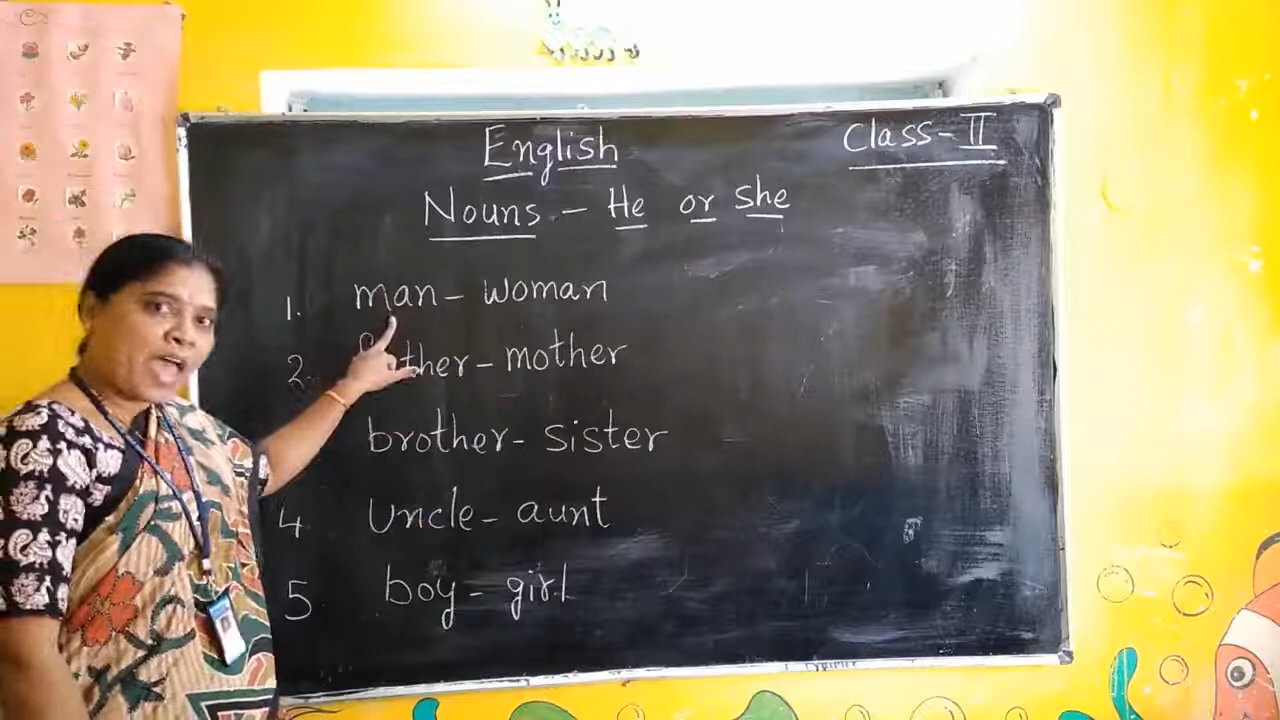 English
Class-II
Nouns - He or she
1. man - woman
2. father - mother
brother - sister
4 Uncle - aunt
5 boy - girl